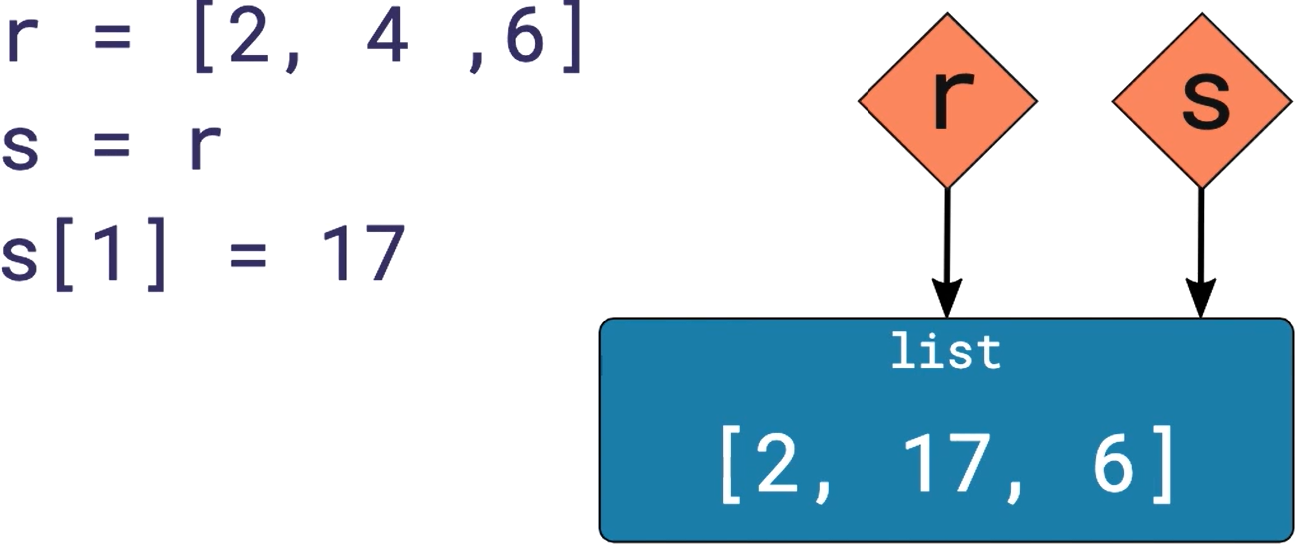 r = [2, 4 ,6]
s = r
s[1] = 17
r
s
list
[2, 17, 6]